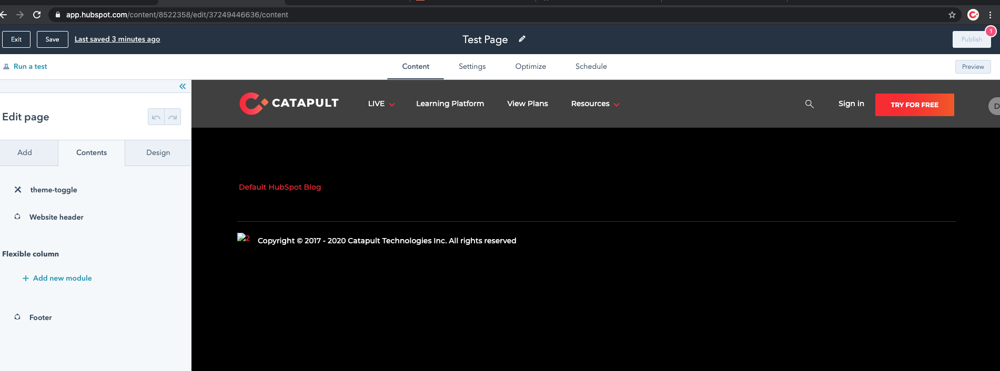 app.hubspot.com/content/8522358/edit/37249446636/content
Exit
Save
Last saved 3 minutes ago
Test Page
Publish
1
Run a test
Content
Settings
Optimize
Schedule
Preview
Edit page
Add
Contents
Design
theme-toggle
Website header
Flexible column
+ Add new module
Footer
CATAPULT
LIVE
Learning Platform
View Plans
Resources
Sign in
TRY FOR FREE
D
Default HubSpot Blog
2
Copyright © 2017 - 2020 Catapult Technologies Inc. All rights reserved